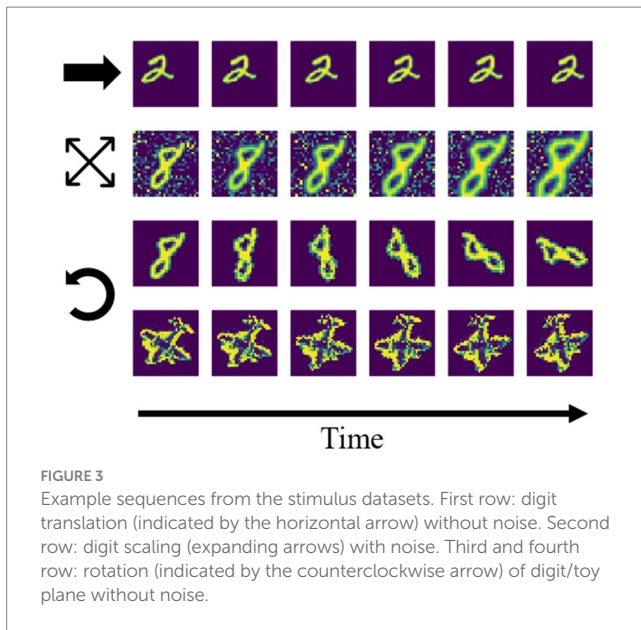 Time
FIGURE 3
Example sequences from the stimulus datasets. First row: digit
translation (indicated by the horizontal arrow) without noise. Second
row: digit scaling (expanding arrows) with noise. Third and fourth
row: rotation (indicated by the counterclockwise arrow) of digit/toy
plane without noise.